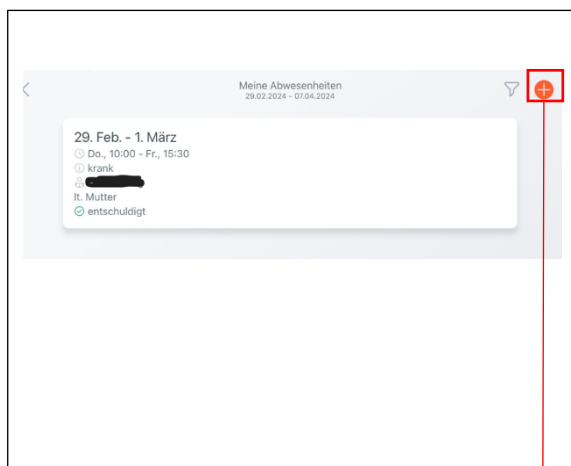 Meine Abwesenheiten
29.02.2024 - 07.04.2024
29. Feb. - 1. März
Do., 10:00 - Fr., 15:30
krank
lt. Mutter
entschuldigt